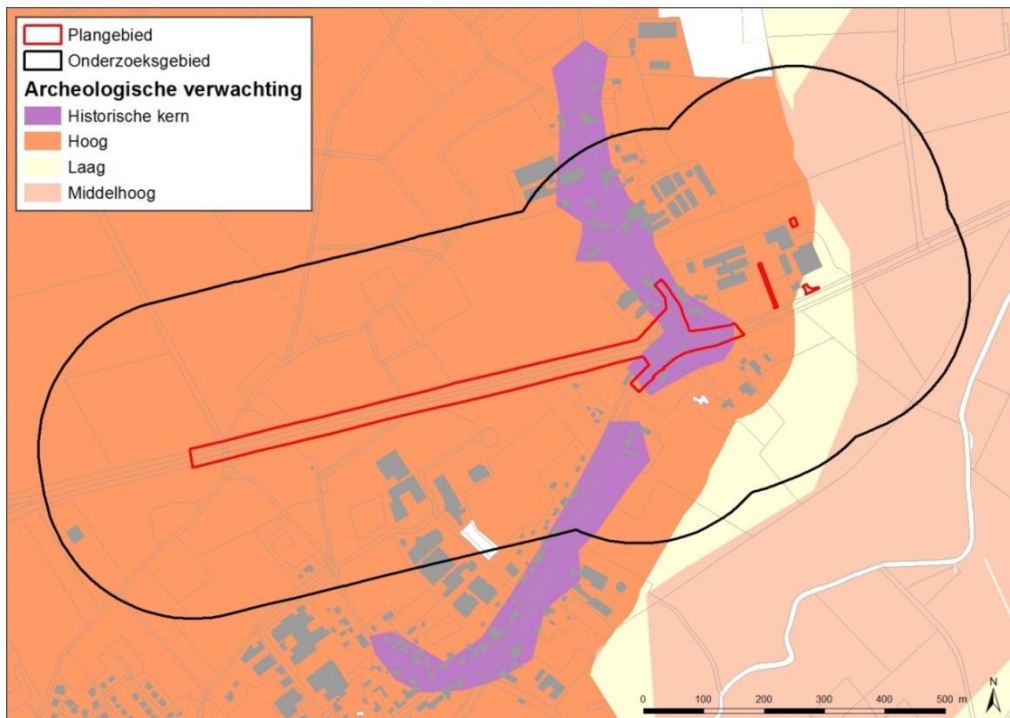 Plangebied
Onderzoeksgebied
Archeologische verwachting
Historische kern
Hoog
Laag
Middelhoog
N
0 100 200 300 400 500 m